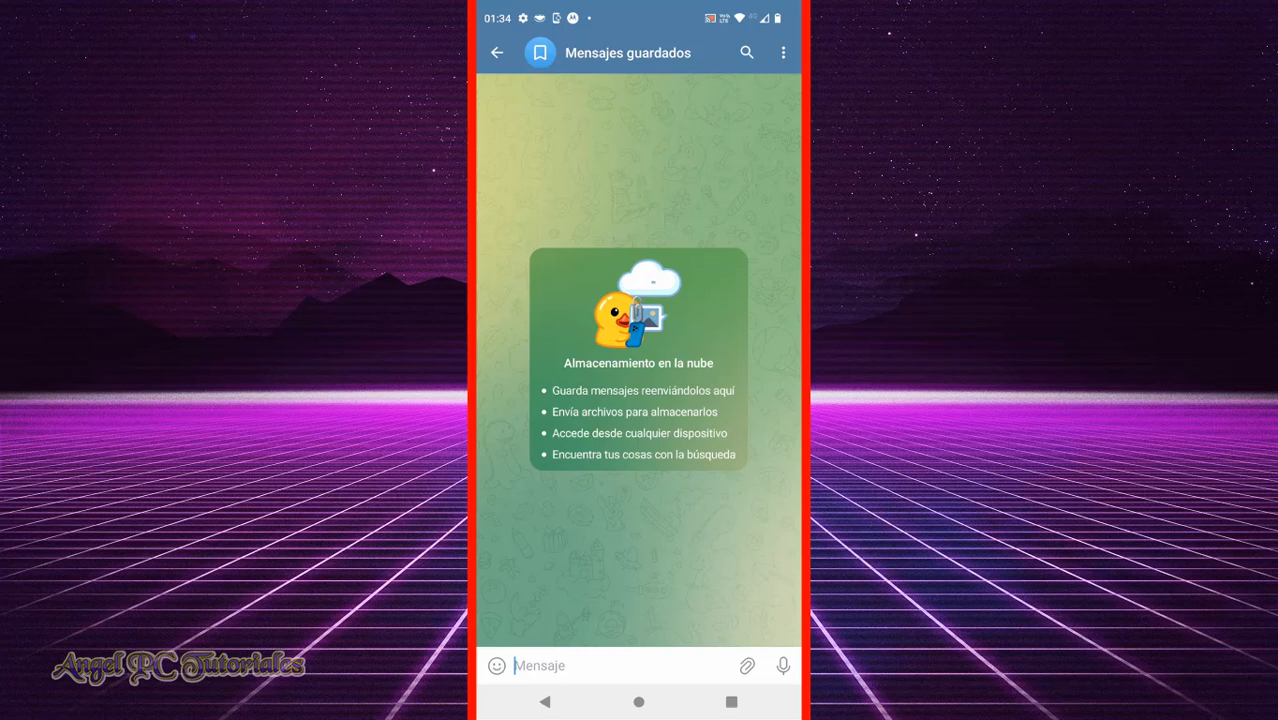 01:34
Mensajes guardados
Almacenamiento en la nube
• Guarda mensajes reenviándolos aquí
• Envía archivos para almacenarlos
• Accede desde cualquier dispositivo
• Encuentra tus cosas con la búsqueda
Mensaje
Angel PC Tutoriales